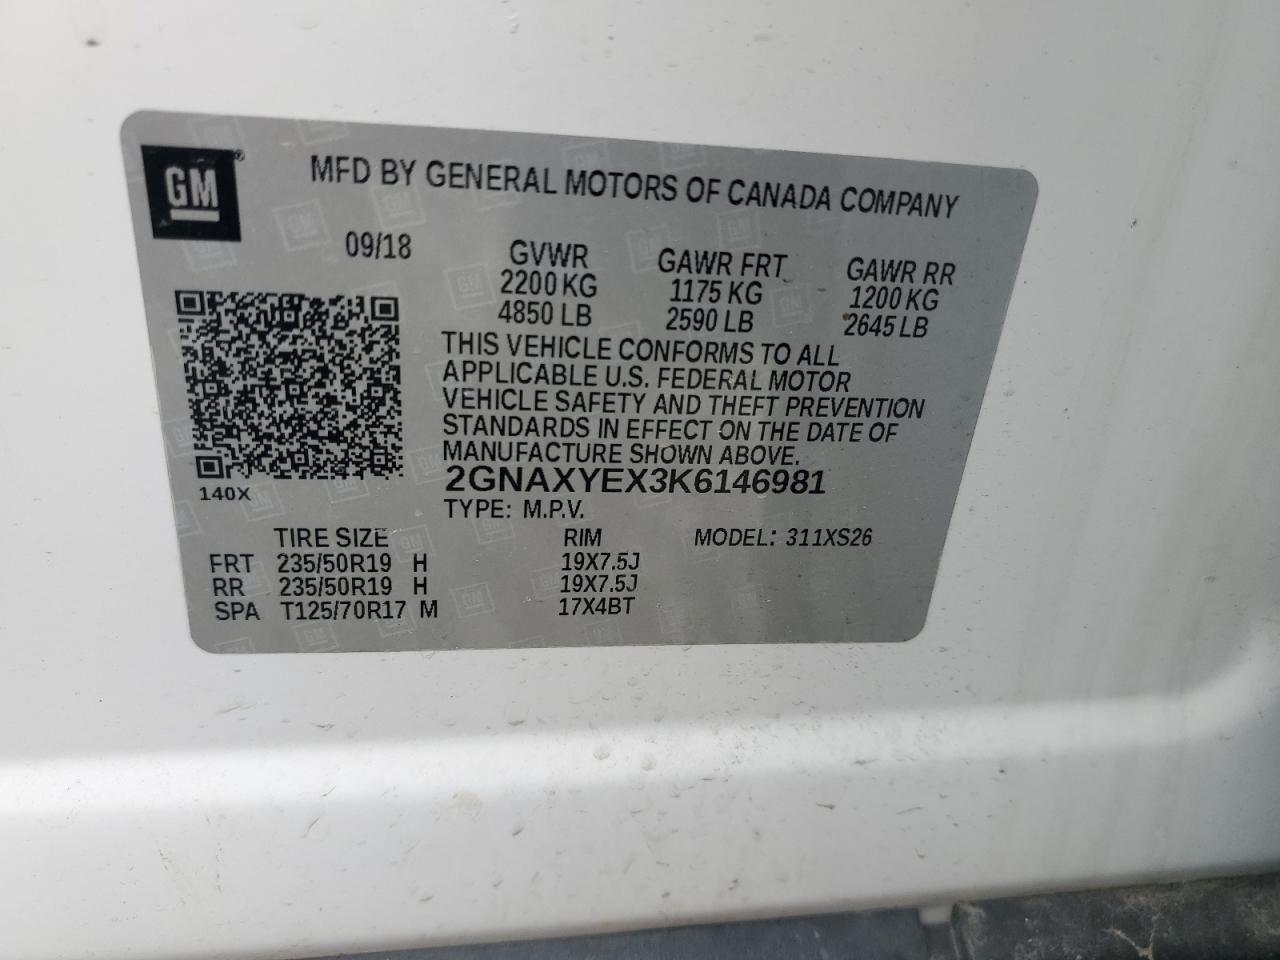 GM
MFD BY GENERAL MOTORS OF CANADA COMPANY
09/18
GVWR GAWR FRT GAWR RR
2200 KG 1175 KG 1200 KG
4850 LB 2590 LB 2645 LB
THIS VEHICLE CONFORMS TO ALL
APPLICABLE U.S. FEDERAL MOTOR
VEHICLE SAFETY AND THEFT PREVENTION
STANDARDS IN EFFECT ON THE DATE OF
MANUFACTURE SHOWN ABOVE.
2GNAXYEX3K6146981
140X
TYPE: M.P.V.
TIRE SIZE RIM MODEL: 311XS26
FRT 235/50R19 H 19X7.5J
RR 235/50R19 H 19X7.5J
SPA T125/70R17 M 17X4BT